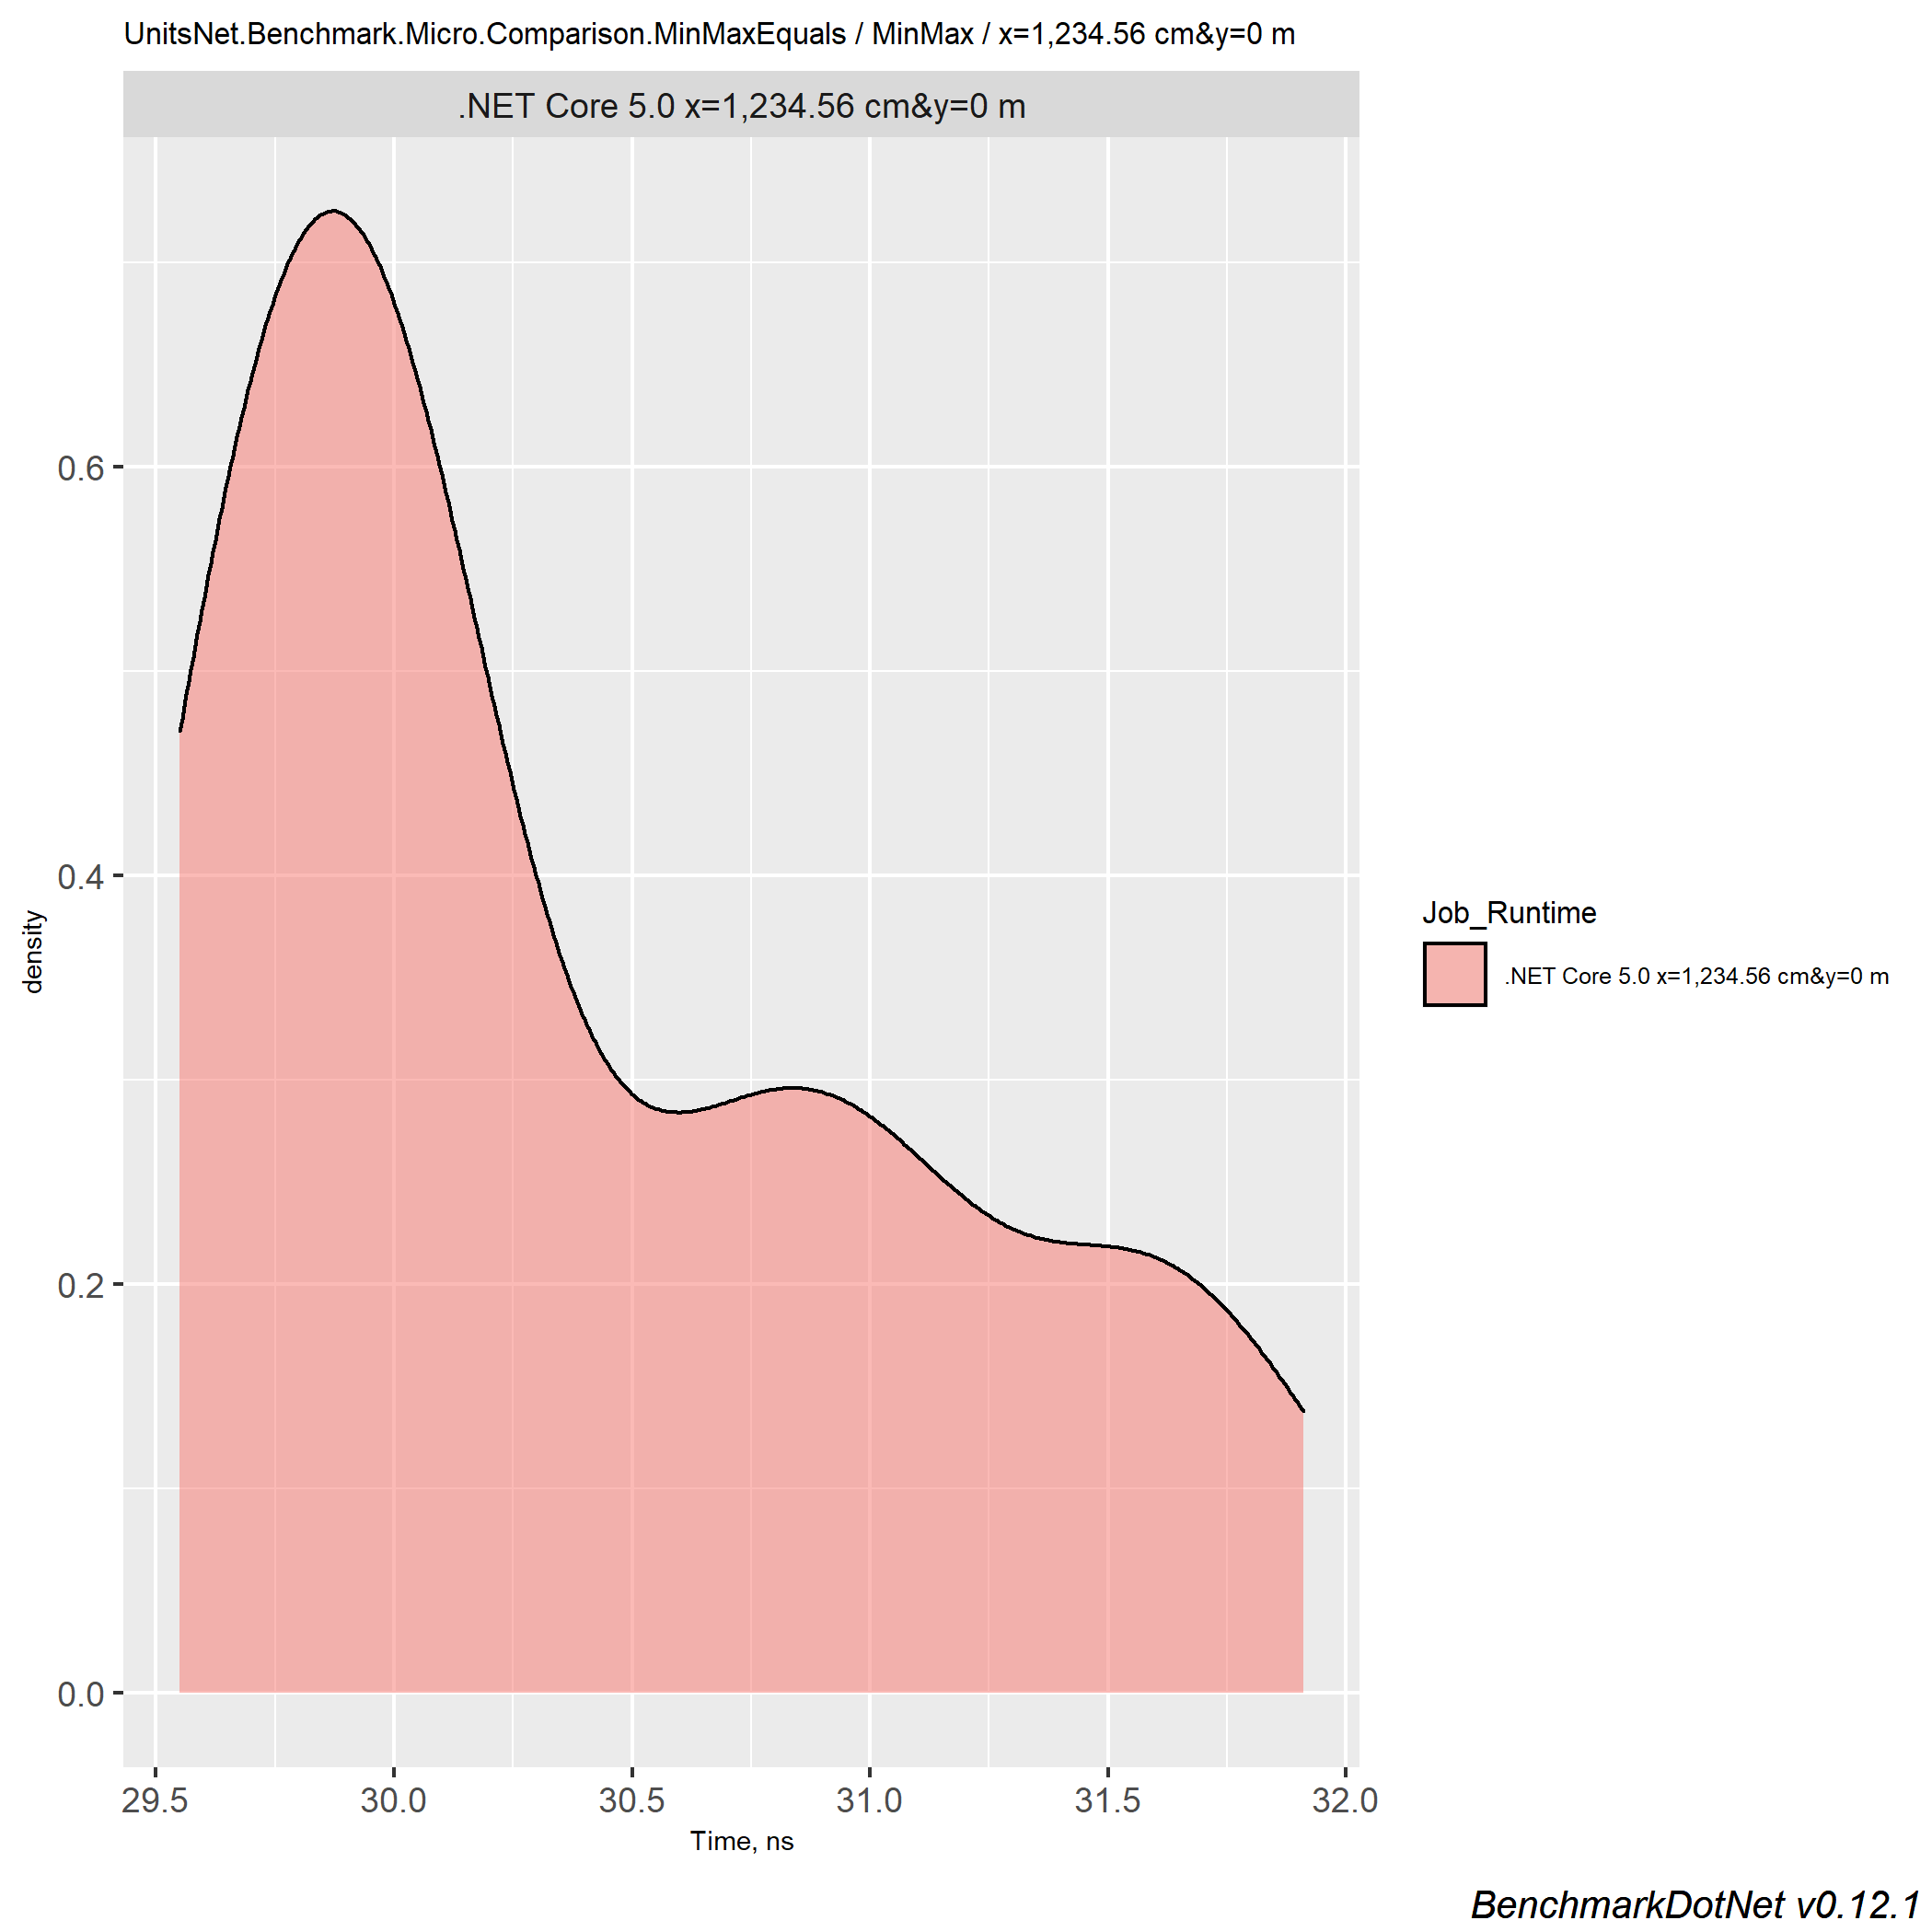 UnitsNet.Benchmark.Micro.Comparison.MinMaxEquals / MinMax / x=1,234.56 cm&y=0 m
.NET Core 5.0 x=1,234.56 cm&y=0 m
0.6
0.4
0.2
0.0
density
29.5 30.0 30.5 31.0 31.5 32.0
Time, ns
Job_Runtime
.NET Core 5.0 x=1,234.56 cm&y=0 m
BenchmarkDotNet v0.12.1